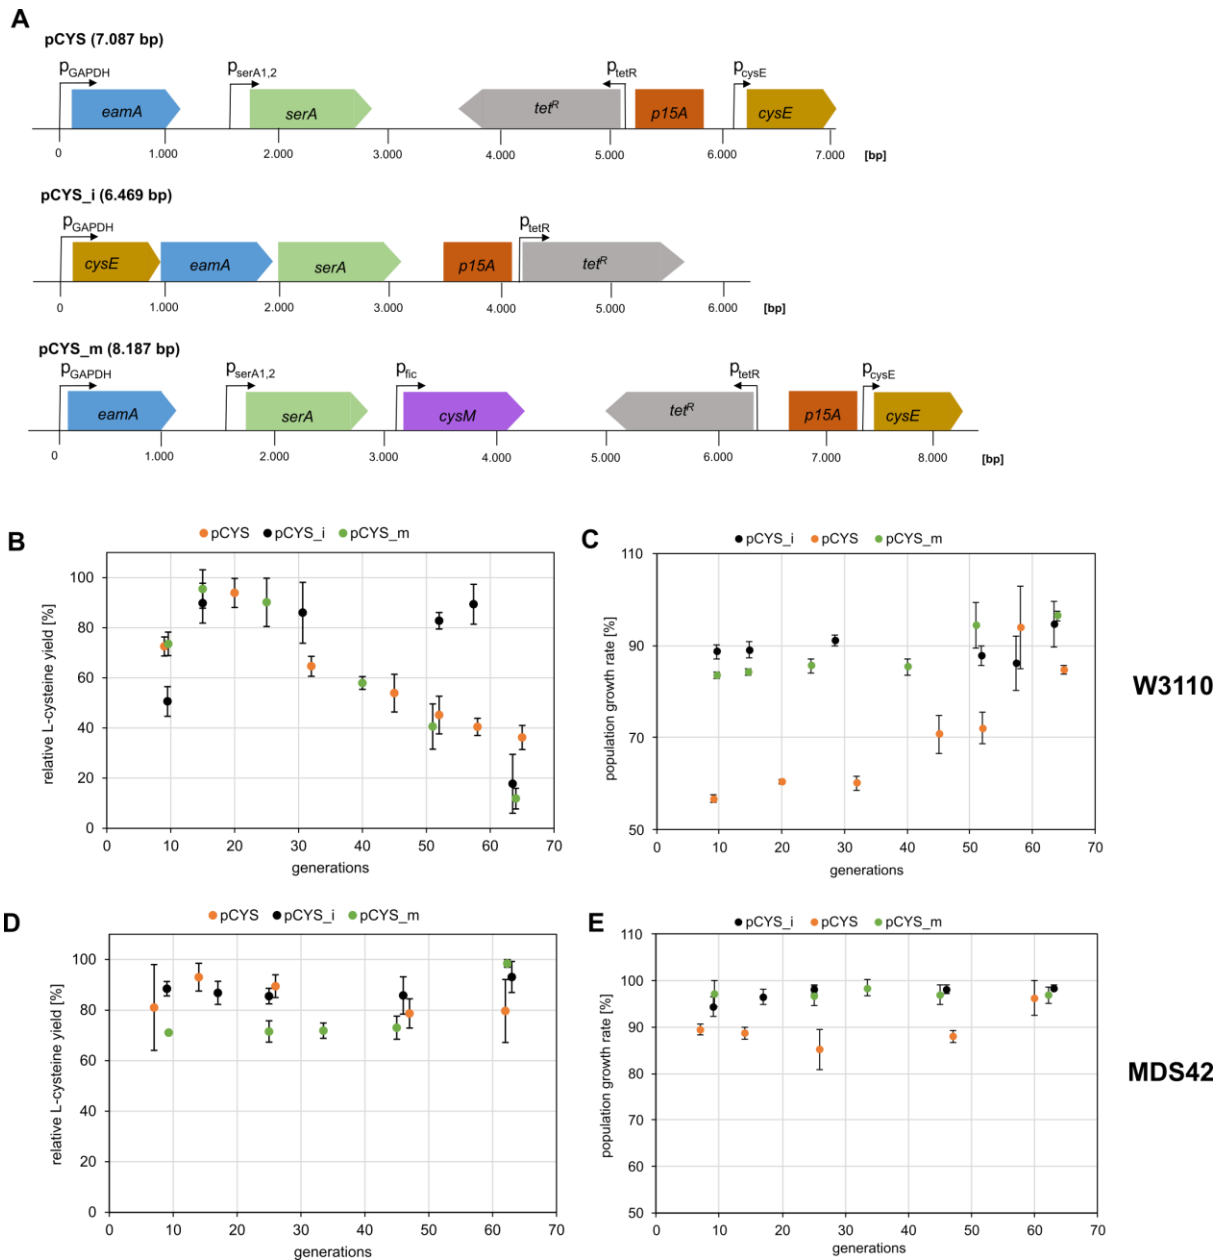 A
pCYS (7.087 bp)
pGAPDH pserA1,2 ptetR pcysE
eamA serA tetR p15A cysE
0 1.000 2.000 3.000 4.000 5.000 6.000 7.000 [bp]
pCYS_i (6.469 bp)
pGAPDH ptetR
cysE eamA serA p15A tetR
0 1.000 2.000 3.000 4.000 5.000 6.000 [bp]
pCYS_m (8.187 bp)
pGAPDH pserA1,2 pfic ptetR pcysE
eamA serA cysM tetR p15A cysE
0 1.000 2.000 3.000 4.000 5.000 6.000 7.000 8.000 [bp]
B
pCYS pCYS_i pCYS_m
relative L-cysteine yield [%]
100
80
60
40
20
0
0 10 20 30 40 50 60 70
generations
C
pCYS_i pCYS pCYS_m
population growth rate [%]
110
90
70
50
0 10 20 30 40 50 60 70
generations
W3110
D
pCYS pCYS_i pCYS_m
relative L-cysteine yield [%]
100
80
60
40
20
0
0 10 20 30 40 50 60 70
generations
E
pCYS_i pCYS pCYS_m
population growth rate [%]
110
100
90
80
70
60
50
0 10 20 30 40 50 60 70
generations
MDS42